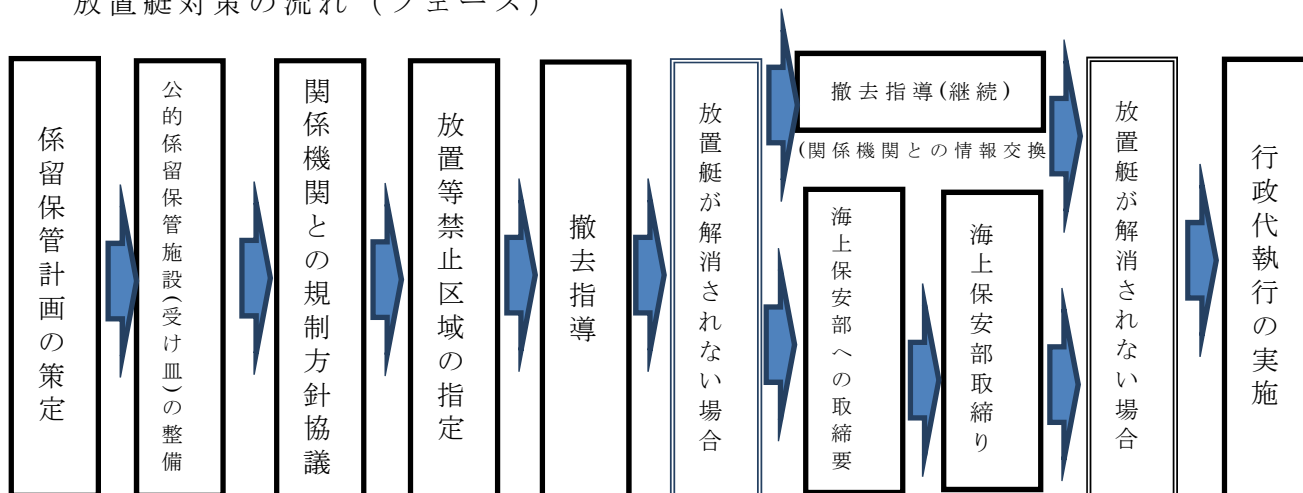 放置艇対策の流れ（フェーズ）
係留保管計画の策定
公的係留保管施設(受け皿)の整備
関係機関との規制方針協議
放置等禁止区域の指定
撤去指導
放置艇が解消されない場合
撤去指導(継続)
(関係機関との情報交換
海上保安部への取締要
海上保安部取締り
放置艇が解消されない場合
行政代執行の実施